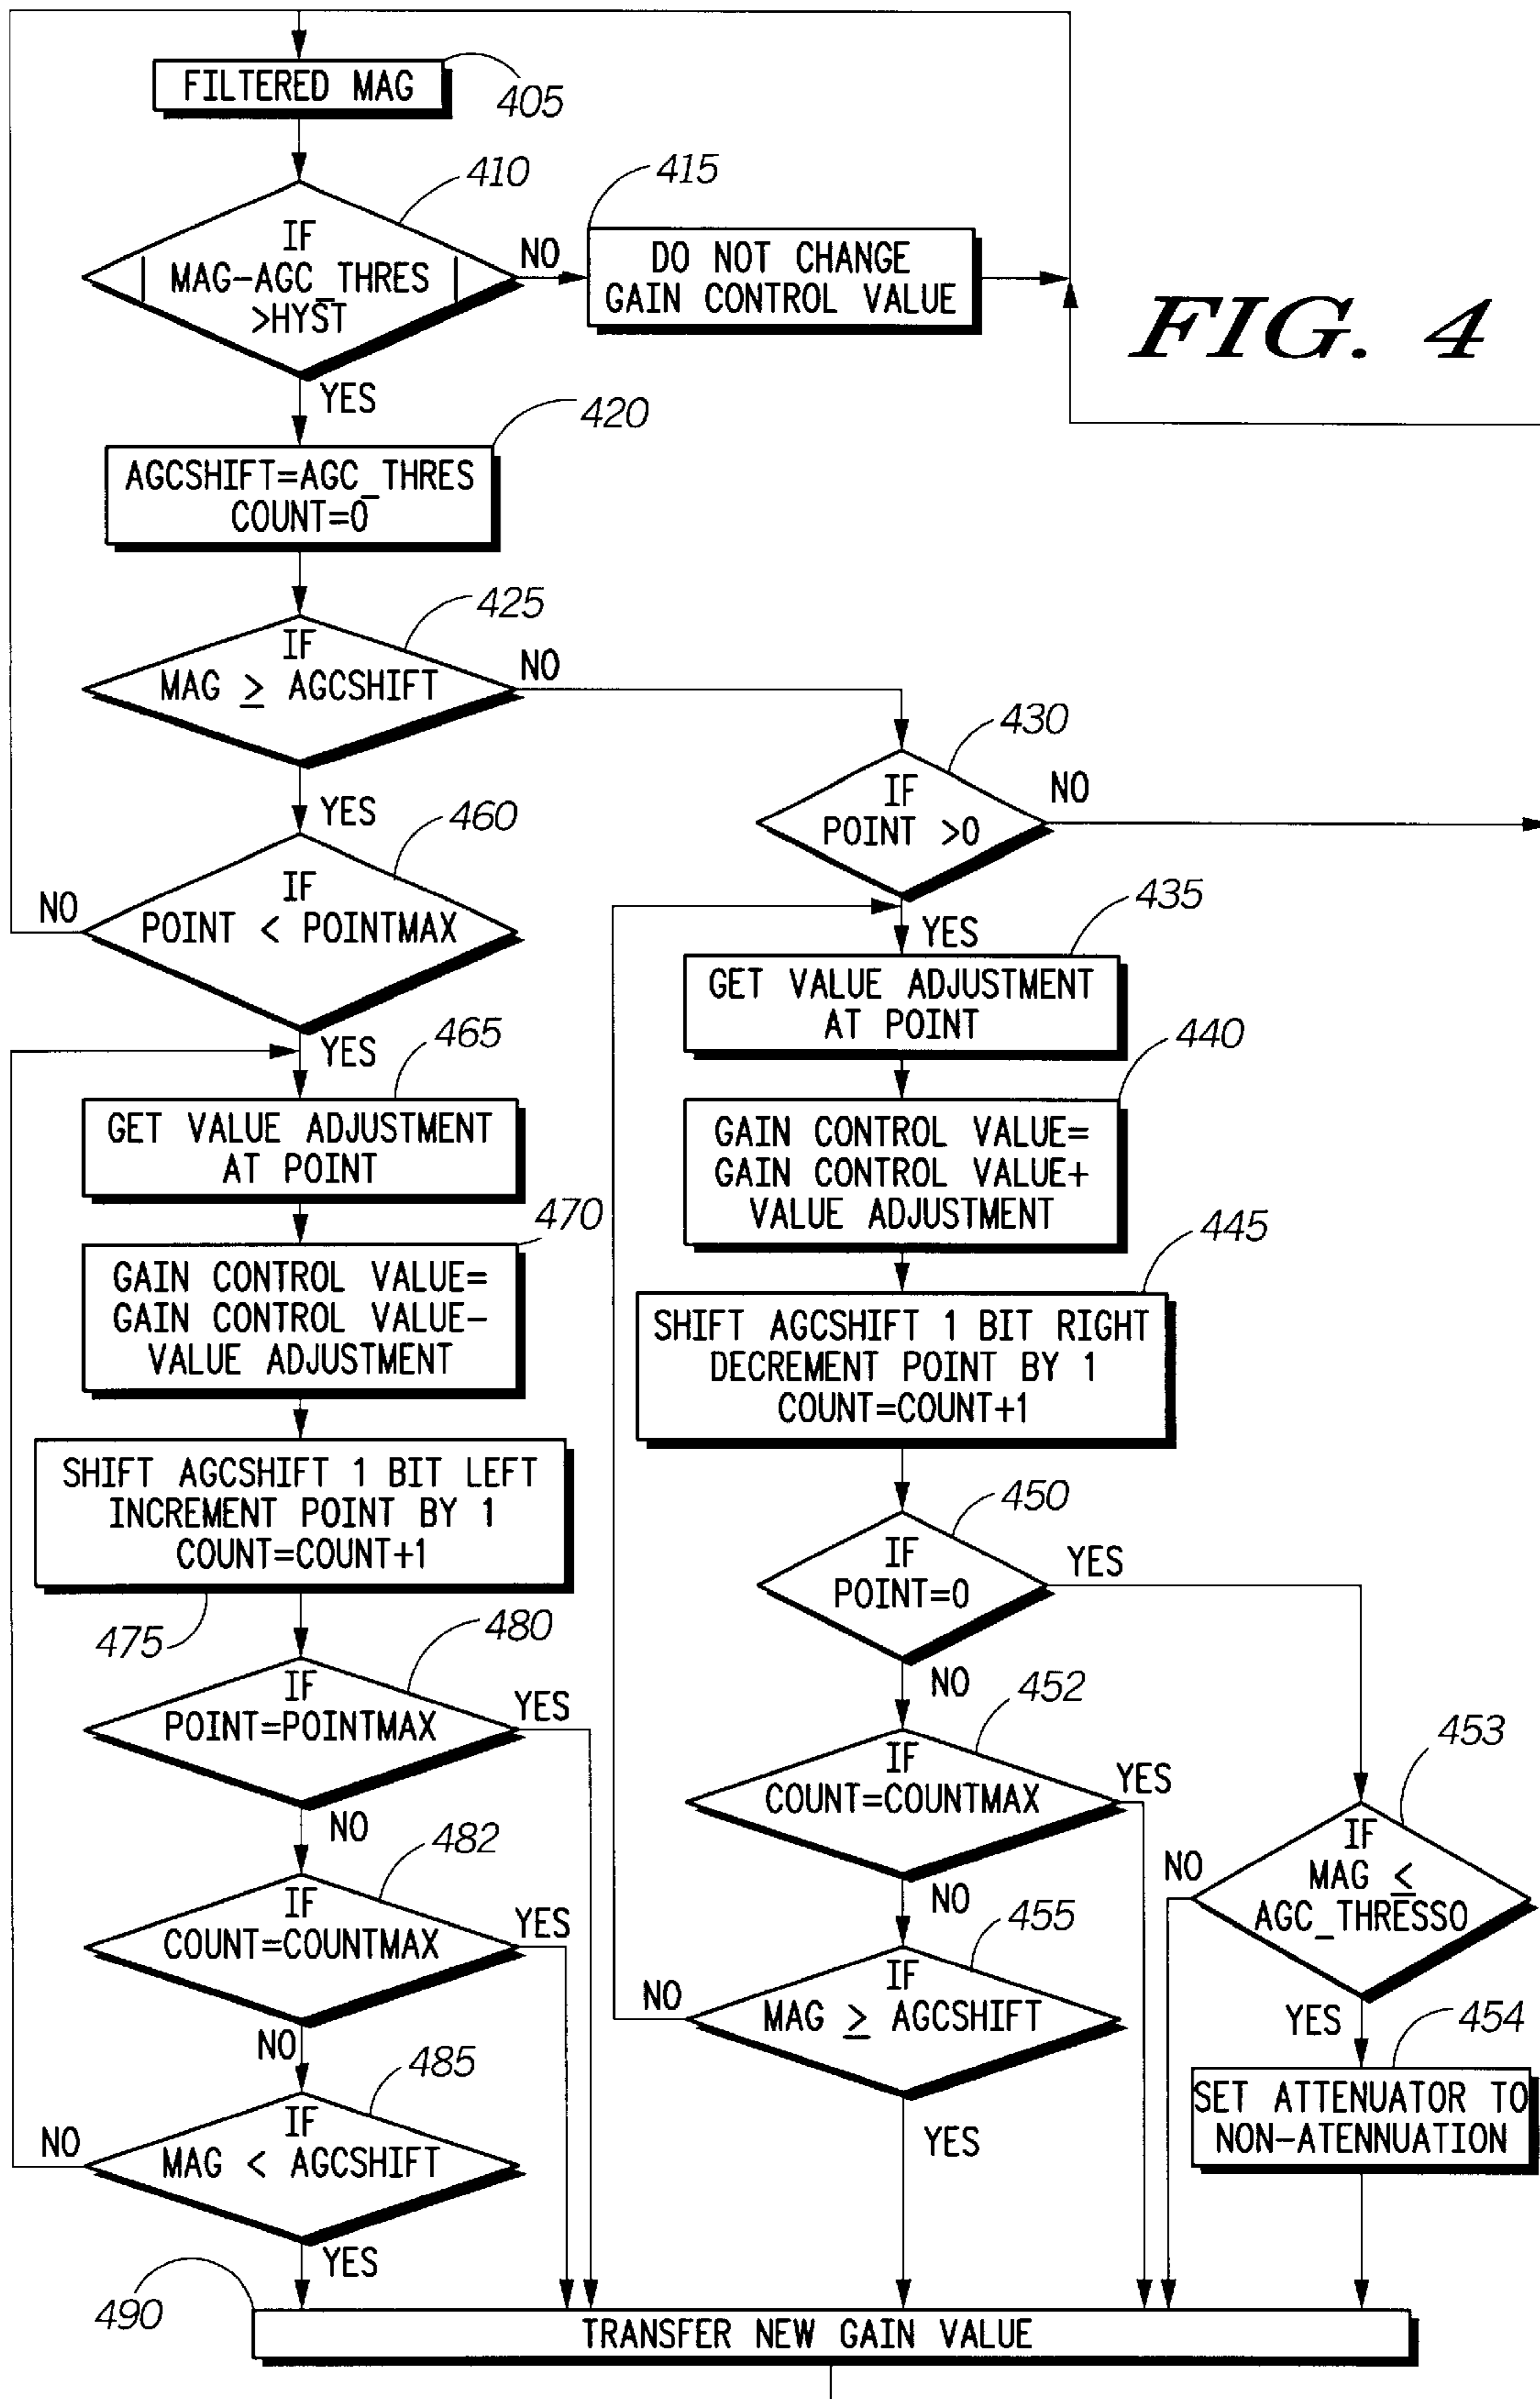 FILTERED MAG
405
410
IF
| MAG-AGC_THRES |
>HYST
NO
415
DO NOT CHANGE
GAIN CONTROL VALUE
FIG. 4
YES
420
AGCSHIFT=AGC_THRES
COUNT=0
425
IF
MAG ≥ AGCSHIFT
NO
430
IF
POINT >0
NO
YES
460
IF
POINT < POINTMAX
NO
YES
435
GET VALUE ADJUSTMENT
AT POINT
YES
465
GET VALUE ADJUSTMENT
AT POINT
440
GAIN CONTROL VALUE=
GAIN CONTROL VALUE+
VALUE ADJUSTMENT
470
GAIN CONTROL VALUE=
GAIN CONTROL VALUE-
VALUE ADJUSTMENT
445
SHIFT AGCSHIFT 1 BIT RIGHT
DECREMENT POINT BY 1
COUNT=COUNT+1
SHIFT AGCSHIFT 1 BIT LEFT
INCREMENT POINT BY 1
COUNT=COUNT+1
475
450
IF
POINT=0
YES
480
IF
POINT=POINTMAX
YES
NO
452
IF
COUNT=COUNTMAX
YES
453
IF
MAG ≤
AGC_THRESSO
NO
NO
482
IF
COUNT=COUNTMAX
YES
NO
455
IF
MAG ≥ AGCSHIFT
NO
YES
454
SET ATTENUATOR TO
NON-ATENNUATION
NO
485
IF
MAG < AGCSHIFT
NO
YES
YES
490
TRANSFER NEW GAIN VALUE